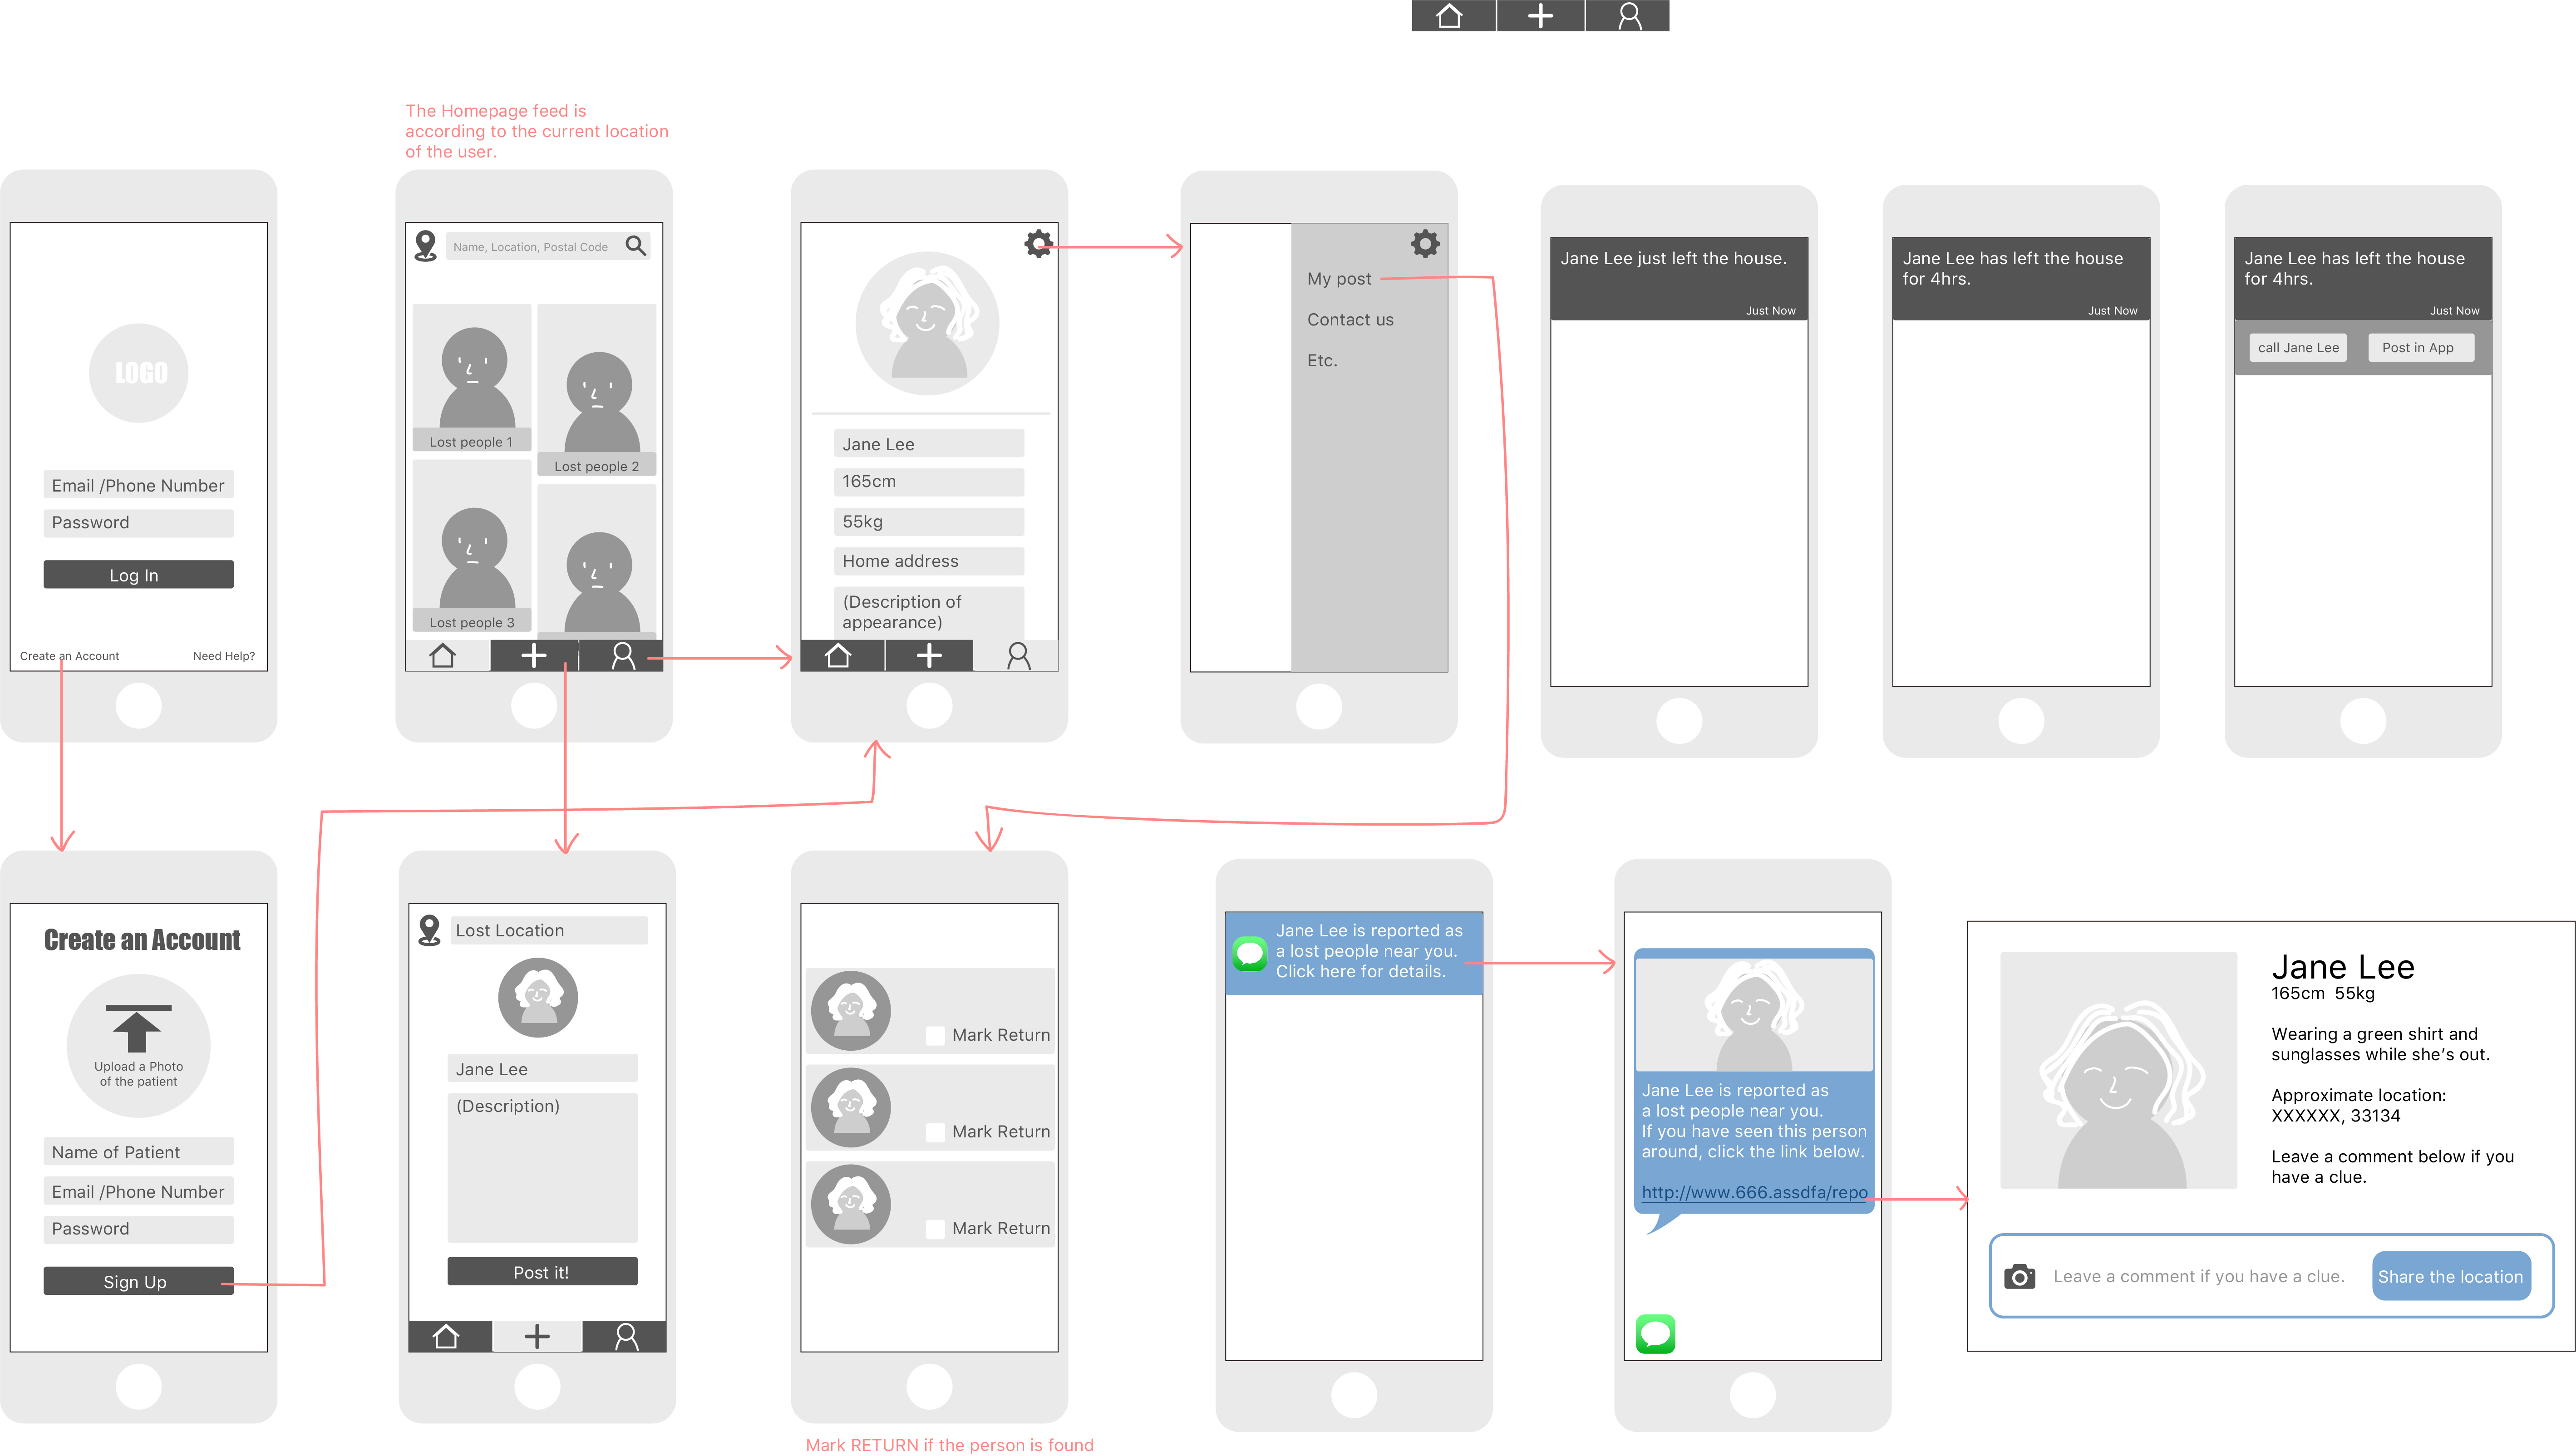 The Homepage feed is
according to the current location
of the user.
LOGO
Email /Phone Number
Password
Log In
Create an Account
Need Help?
Name, Location, Postal Code
Lost people 1
Lost people 2
Lost people 3
Jane Lee
165cm
55kg
Home address
(Description of
appearance)
My post
Contact us
Etc.
Jane Lee just left the house.
Just Now
Jane Lee has left the house
for 4hrs.
Just Now
Jane Lee has left the house
for 4hrs.
Just Now
call Jane Lee
Post in App
Create an Account
Upload a Photo
of the patient
Name of Patient
Email /Phone Number
Password
Sign Up
Lost Location
Jane Lee
(Description)
Post it!
Mark Return
Mark Return
Mark Return
Mark RETURN if the person is found
Jane Lee is reported as
a lost people near you.
Click here for details.
Jane Lee is reported as
a lost people near you.
If you have seen this person
around, click the link below.
http://www.666.assdfa/repo
Jane Lee
165cm 55kg
Wearing a green shirt and
sunglasses while she's out.
Approximate location:
XXXXXX, 33134
Leave a comment below if you
have a clue.
Leave a comment if you have a clue.
Share the location